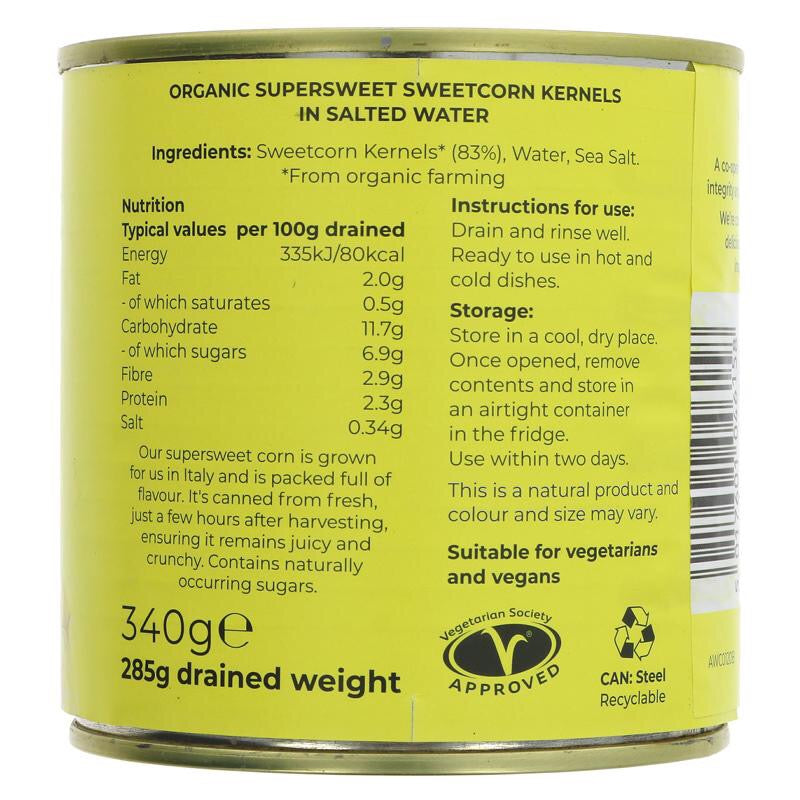 ORGANIC SUPERSWEET SWEETCORN KERNELS
IN SALTED WATER
Ingredients: Sweetcorn Kernels* (83%), Water, Sea Salt.
*From organic farming
Nutrition
Typical values per 100g drained
Energy 335kJ/80kcal
Fat 2.0g
- of which saturates 0.5g
Carbohydrate 11.7g
- of which sugars 6.9g
Fibre 2.9g
Protein 2.3g
Salt 0.34g
Our supersweet corn is grown
for us in Italy and is packed full of
flavour. It's canned from fresh,
just a few hours after harvesting,
ensuring it remains juicy and
crunchy. Contains naturally
occurring sugars.
340g℮
285g drained weight
Instructions for use:
Drain and rinse well.
Ready to use in hot and
cold dishes.
Storage:
Store in a cool, dry place.
Once opened, remove
contents and store in
an airtight container
in the fridge.
Use within two days.
This is a natural product and
colour and size may vary.
Suitable for vegetarians
and vegans
Vegetarian Society
V®
APPROVED
CAN: Steel
Recyclable
A
integrity
We're